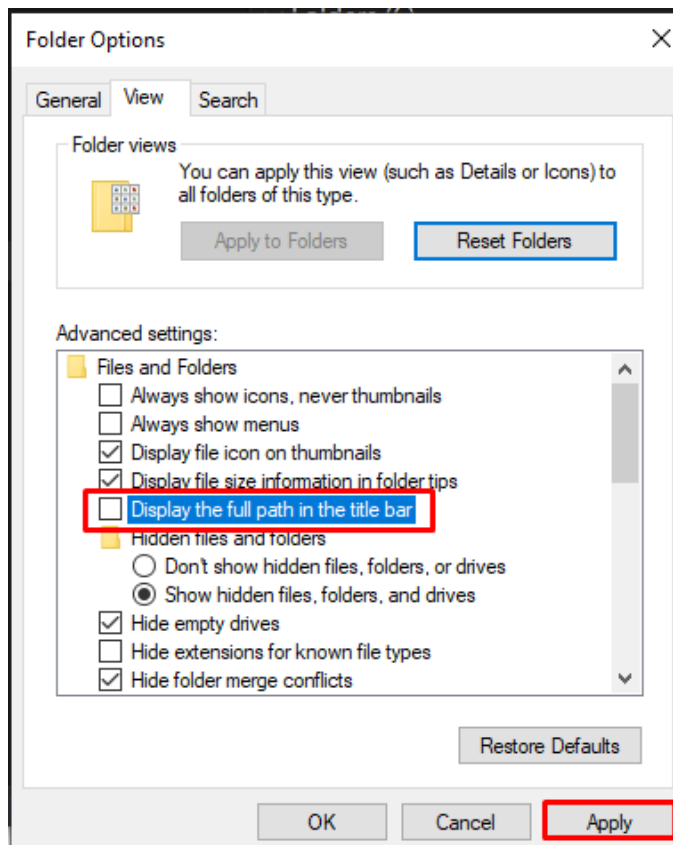 Folder Options
General
View
Search
Folder views
You can apply this view (such as Details or Icons) to
all folders of this type.
Apply to Folders
Reset Folders
Advanced settings:
Files and Folders
Always show icons, never thumbnails
Always show menus
Display file icon on thumbnails
Display file size information in folder tips
Display the full path in the title bar
Hidden files and folders
Don't show hidden files, folders, or drives
Show hidden files, folders, and drives
Hide empty drives
Hide extensions for known file types
Hide folder merge conflicts
Restore Defaults
OK
Cancel
Apply